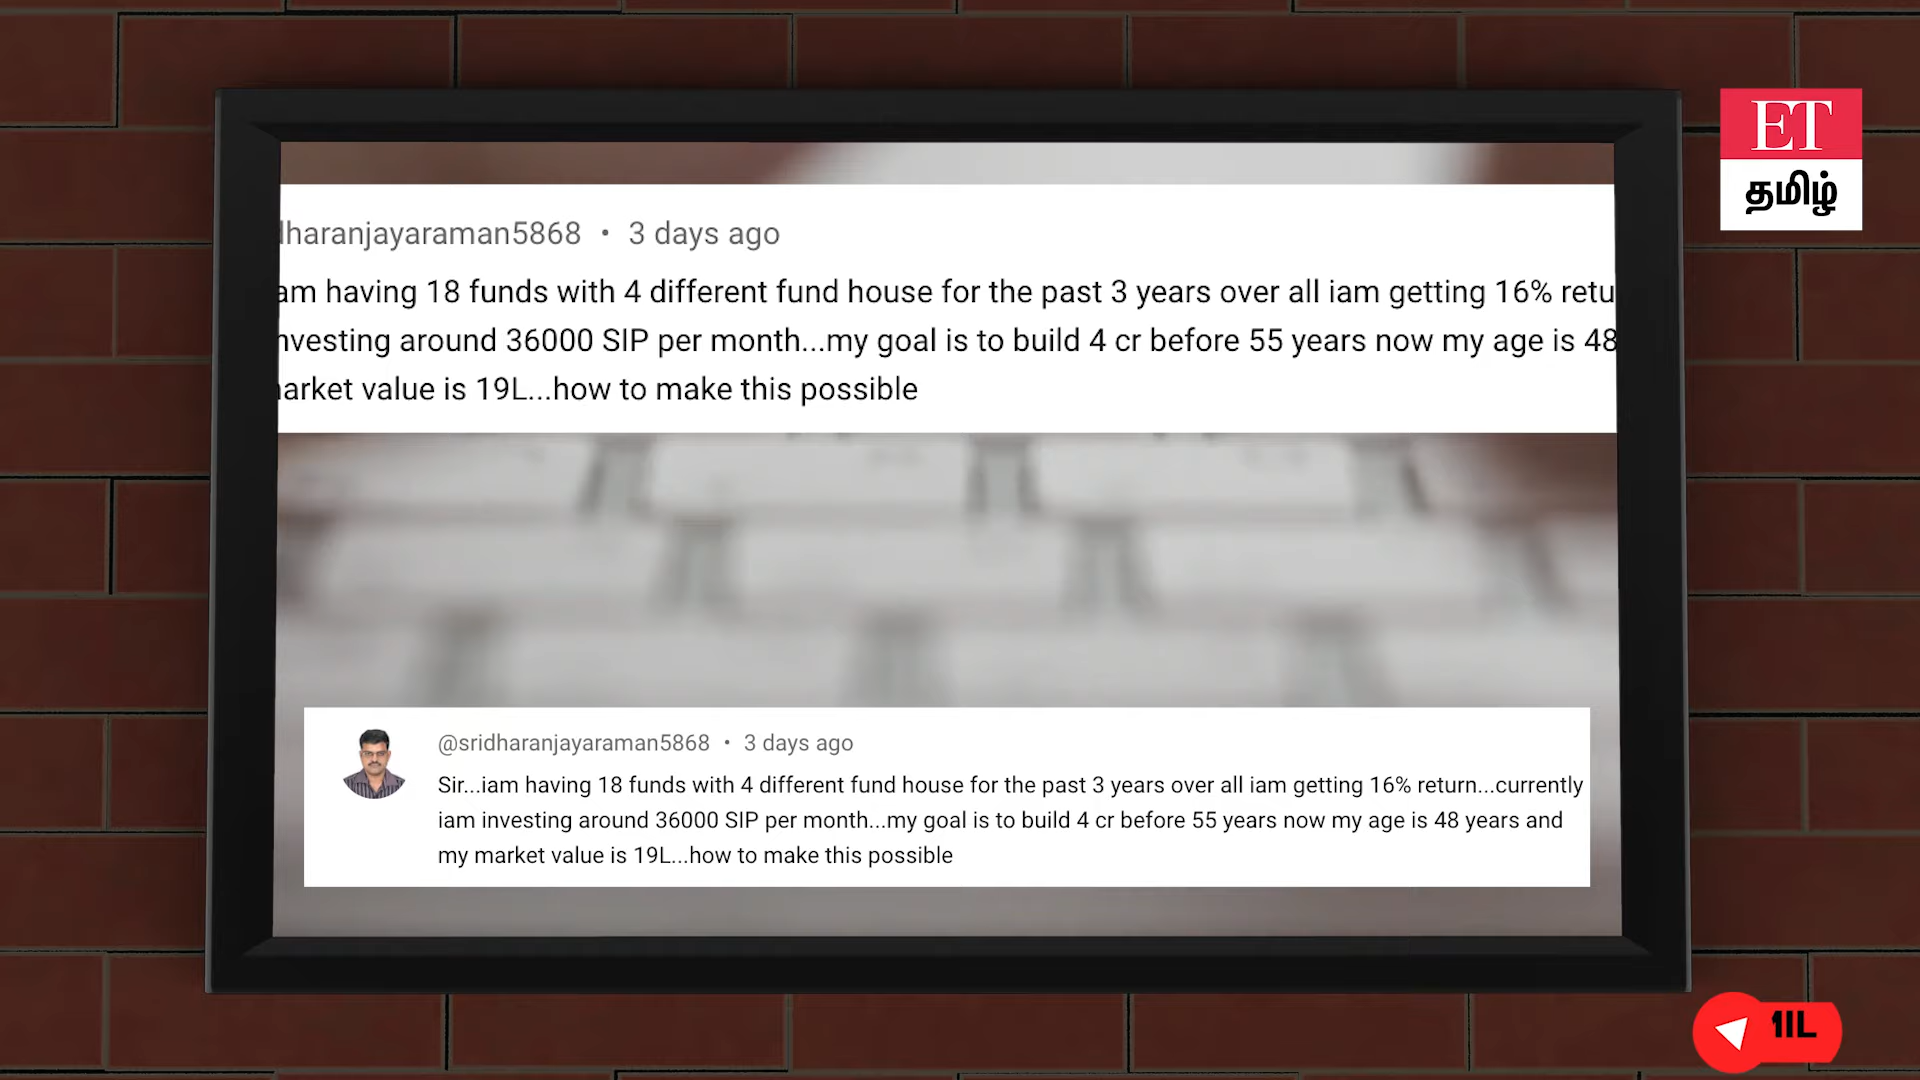 dharanjayaraman5868 • 3 days ago
am having 18 funds with 4 different fund house for the past 3 years over all iam getting 16% retu
nvesting around 36000 SIP per month...my goal is to build 4 cr before 55 years now my age is 48
arket value is 19L...how to make this possible
@sridharanjayaraman5868 • 3 days ago
Sir...iam having 18 funds with 4 different fund house for the past 3 years over all iam getting 16% return...currently
iam investing around 36000 SIP per month...my goal is to build 4 cr before 55 years now my age is 48 years and
my market value is 19L...how to make this possible
ET
தமிழ்